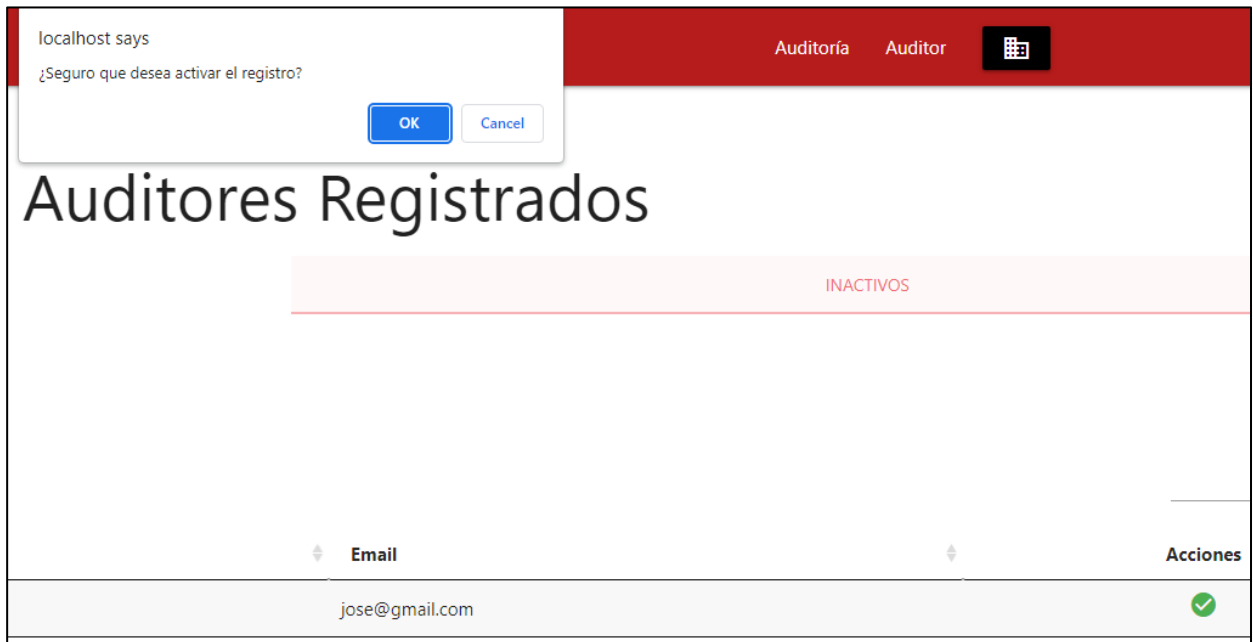 localhost says
¿Seguro que desea activar el registro?
OK Cancel
Auditoría Auditor
Auditores Registrados
INACTIVOS
Email Acciones
jose@gmail.com